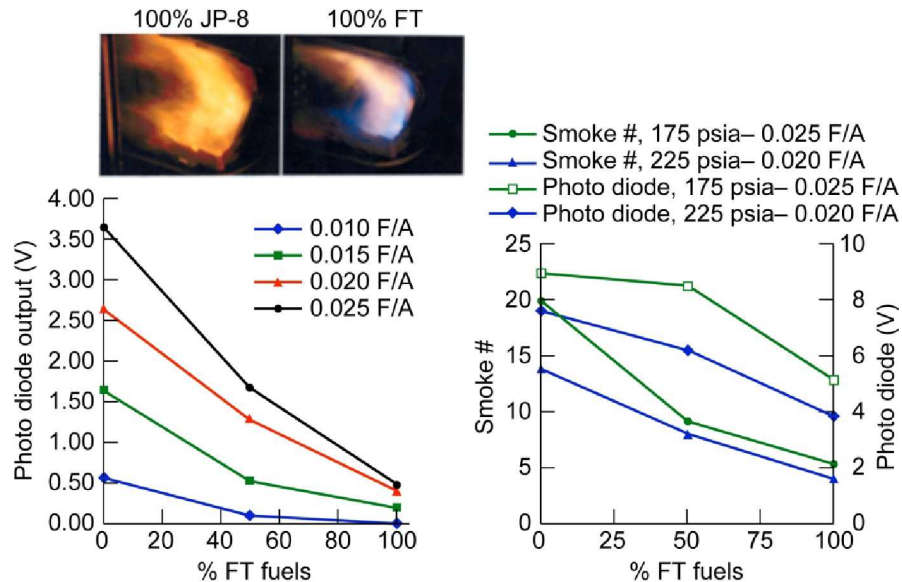 100% JP-8
100% FT
4.00
3.50
3.00
2.50
2.00
1.50
1.00
0.50
0.00
Photo diode output (V)
0.010 F/A
0.015 F/A
0.020 F/A
0.025 F/A
0 20 40 60 80 100
% FT fuels
Smoke #, 175 psia– 0.025 F/A
Smoke #, 225 psia– 0.020 F/A
Photo diode, 175 psia– 0.025 F/A
Photo diode, 225 psia– 0.020 F/A
25
20
15
10
5
0
Smoke #
10
8
6
4
2
0
Photo diode (V)
0 25 50 75 100
% FT fuels